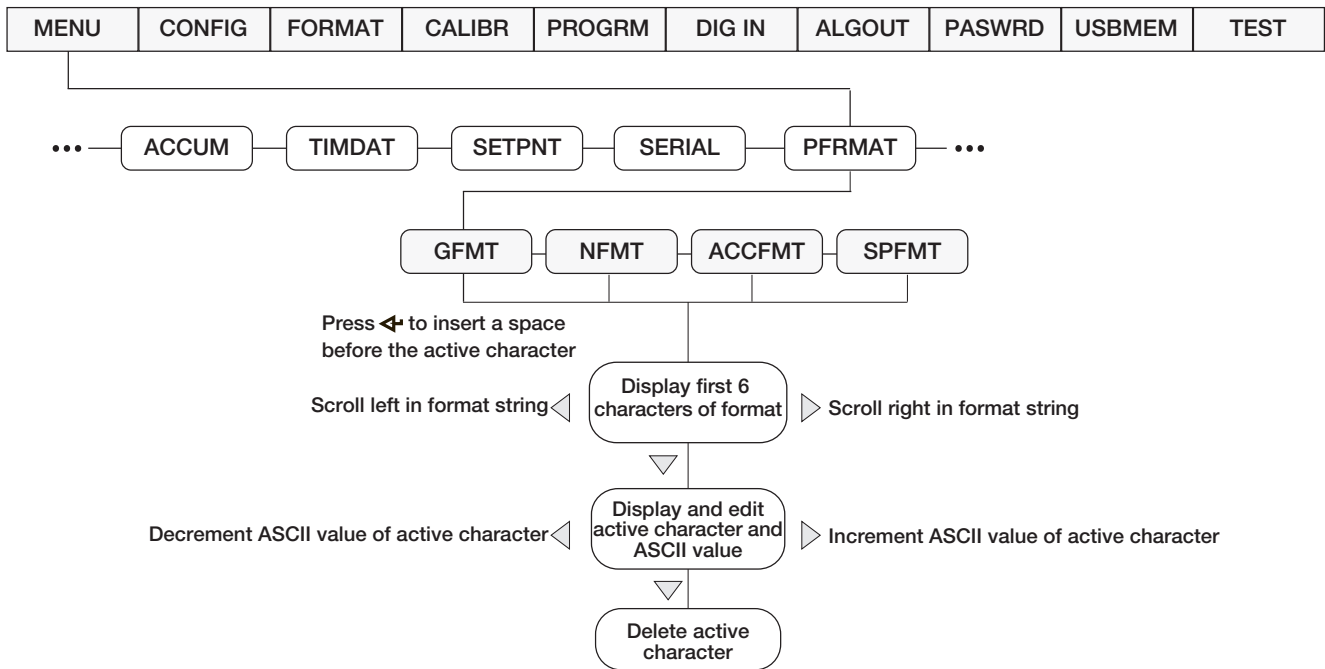 MENU CONFIG FORMAT CALIBR PROGRM DIG IN ALGOUT PASWRD USBMEM TEST
••• ACCUM TIMDAT SETPNT SERIAL PFRMAT •••
GFMT NFMT ACCFMT SPFMT
Press to insert a space
before the active character
Display first 6
characters of format
Scroll left in format string
Scroll right in format string
Display and edit
active character and
ASCII value
Decrement ASCII value of active character
Increment ASCII value of active character
Delete active
character